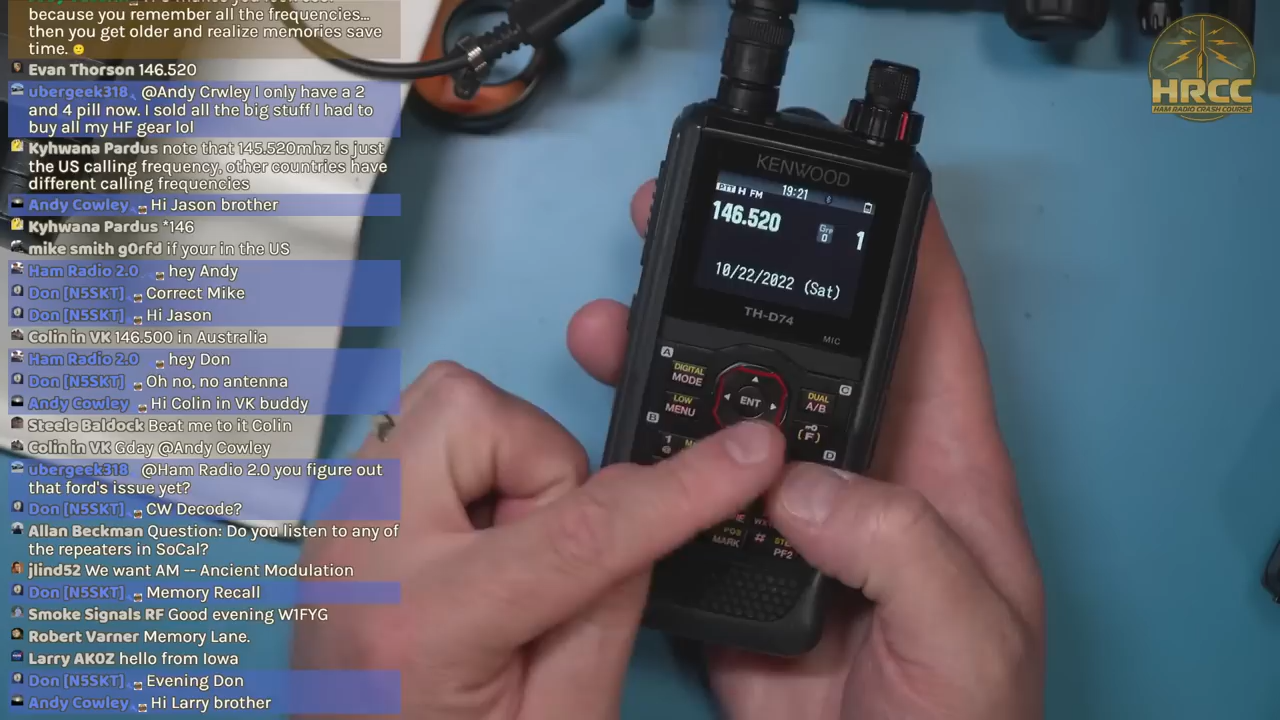 because you remember all the frequencies...
then you get older and realize memories save
time.
Evan Thorson 146.520
ubergeek318 @Andy Crwley I only have a 2
and 4 pill now. I sold all the big stuff I had to
buy all my HF gear lol
Kyhwana Pardus note that 145.520mhz is just
the US calling frequency, other countries have
different calling frequencies
Andy Cowley Hi Jason brother
Kyhwana Pardus *146
mike smith g0rfd if your in the US
Ham Radio 2.0 hey Andy
Don [N5SKT] Correct Mike
Don [N5SKT] Hi Jason
Colin in VK 146.500 in Australia
Ham Radio 2.0 hey Don
Don [N5SKT] Oh no, no antenna
Andy Cowley Hi Colin in VK buddy
Steele Baldock Beat me to it Colin
Colin in VK Gday @Andy Cowley
ubergeek318 @Ham Radio 2.0 you figure out
that ford's issue yet?
Don [N5SKT] CW Decode?
Allan Beckman Question: Do you listen to any of
the repeaters in SoCal?
jlind52 We want AM -- Ancient Modulation
Don [N5SKT] Memory Recall
Smoke Signals RF Good evening W1FYG
Robert Varner Memory Lane.
Larry AK0Z hello from Iowa
Don [N5SKT] Evening Don
Andy Cowley Hi Larry brother
HRCC
HAM RADIO CRASH COURSE
KENWOOD
PTT H FM 19:21
146.520 Grp 0 1
10/22/2022 (Sat)
TH-D74
MIC
A
DIGITAL
MODE
C
DUAL
A/B
ENT
LOW
MENU
B
F
D
1
POS
MARK
#
PF2